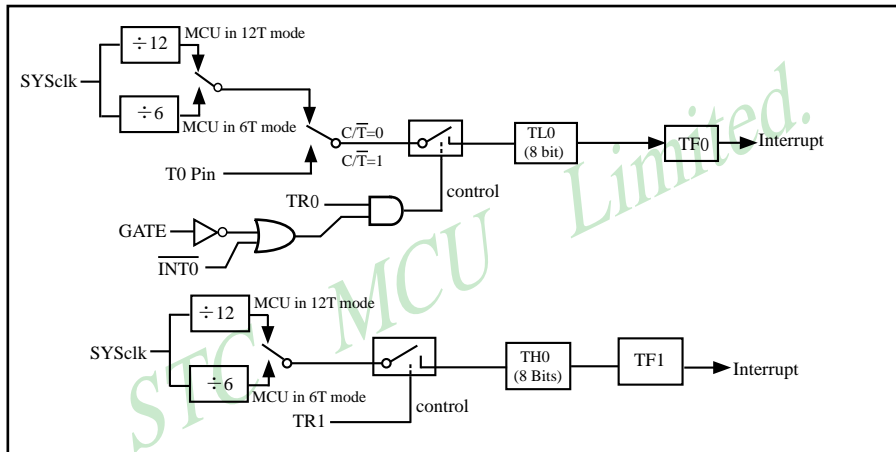 ÷12
MCU in 12T mode
SYSclk
÷6
MCU in 6T mode
C/T̅=0
C/T̅=1
TL0
(8 bit)
TF0
Interrupt
T0 Pin
control
TR0
GATE
I̅N̅T̅0̅
÷12
MCU in 12T mode
SYSclk
÷6
MCU in 6T mode
TH0
(8 Bits)
TF1
Interrupt
control
TR1
STC MCU Limited.